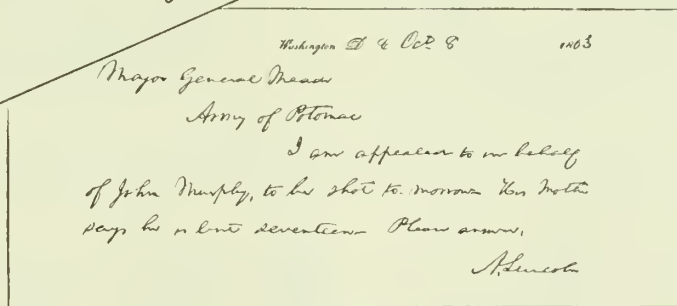 Washington D C Oct 8 1863
Major General Meade
Army of Potomac
I am appealed to in behalf
of John Murphy, to be shot to-morrow. His Mother
says he is but seventeen. Please answer.
A. Lincoln